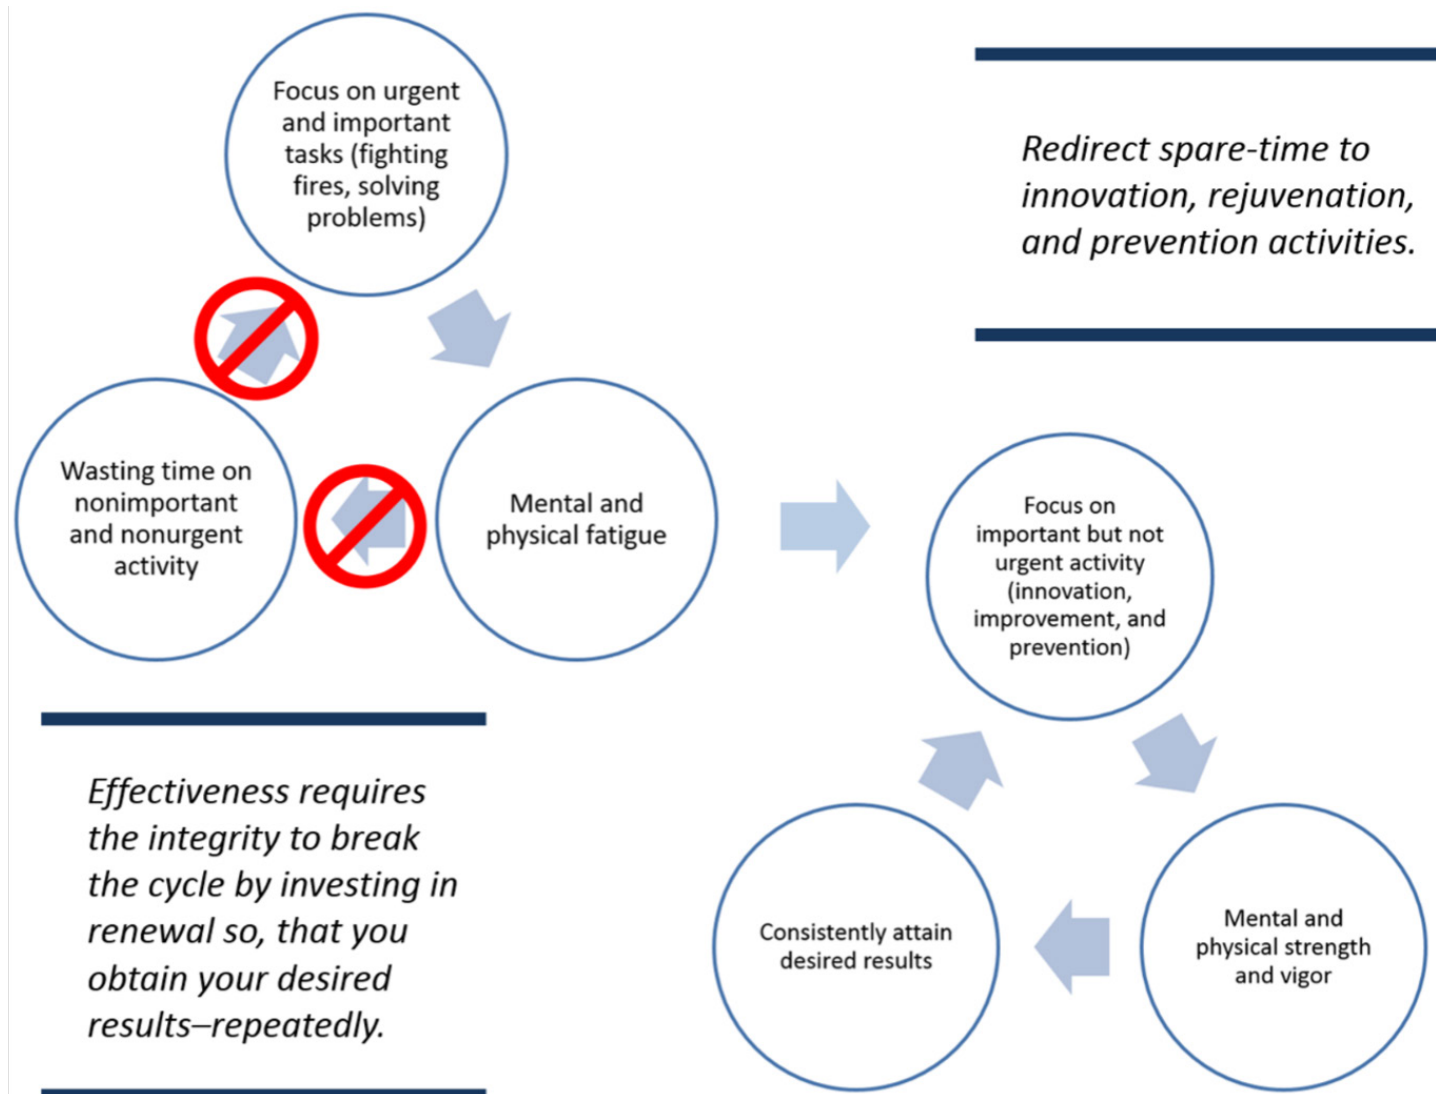 Focus on urgent
and important
tasks (fighting
fires, solving
problems)
Redirect spare-time to
innovation, rejuvenation,
and prevention activities.
Wasting time on
nonimportant
and nonurgent
activity
Mental and
physical fatigue
Focus on
important but not
urgent activity
(innovation,
improvement, and
prevention)
Effectiveness requires
the integrity to break
the cycle by investing in
renewal so, that you
obtain your desired
results–repeatedly.
Consistently attain
desired results
Mental and
physical strength
and vigor